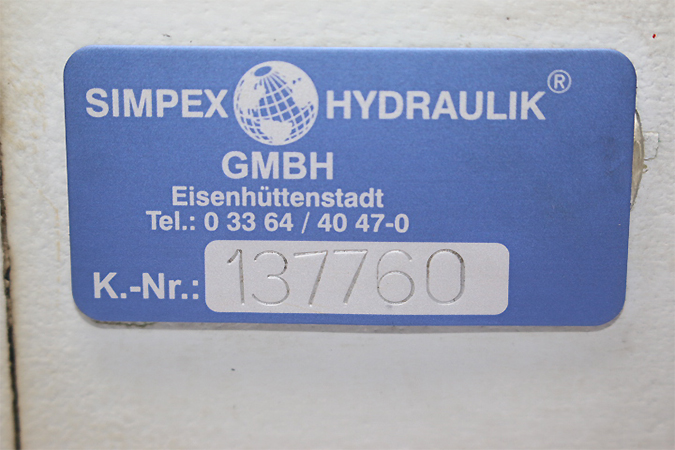 SIMPEX HYDRAULIK®
GMBH
Eisenhüttenstadt
Tel.: 0 33 64 / 40 47-0
K.-Nr.: 137760